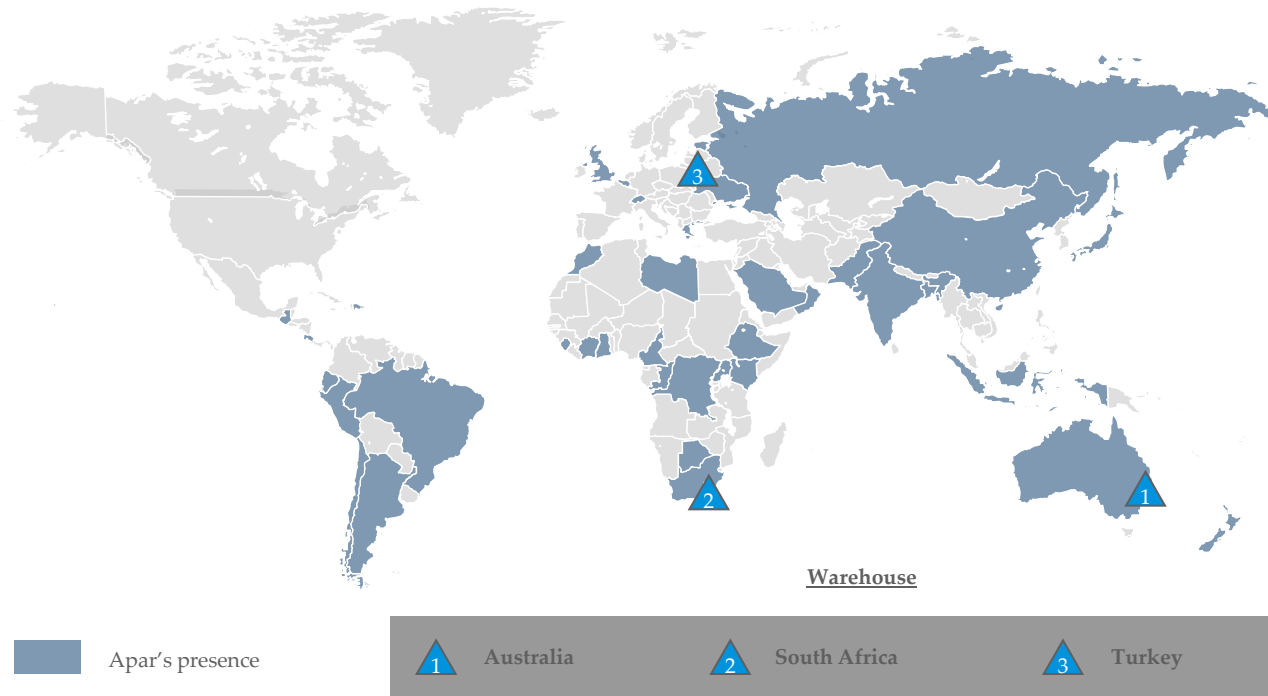 3
2
1
Warehouse
Apar's presence
1 Australia
2 South Africa
3 Turkey